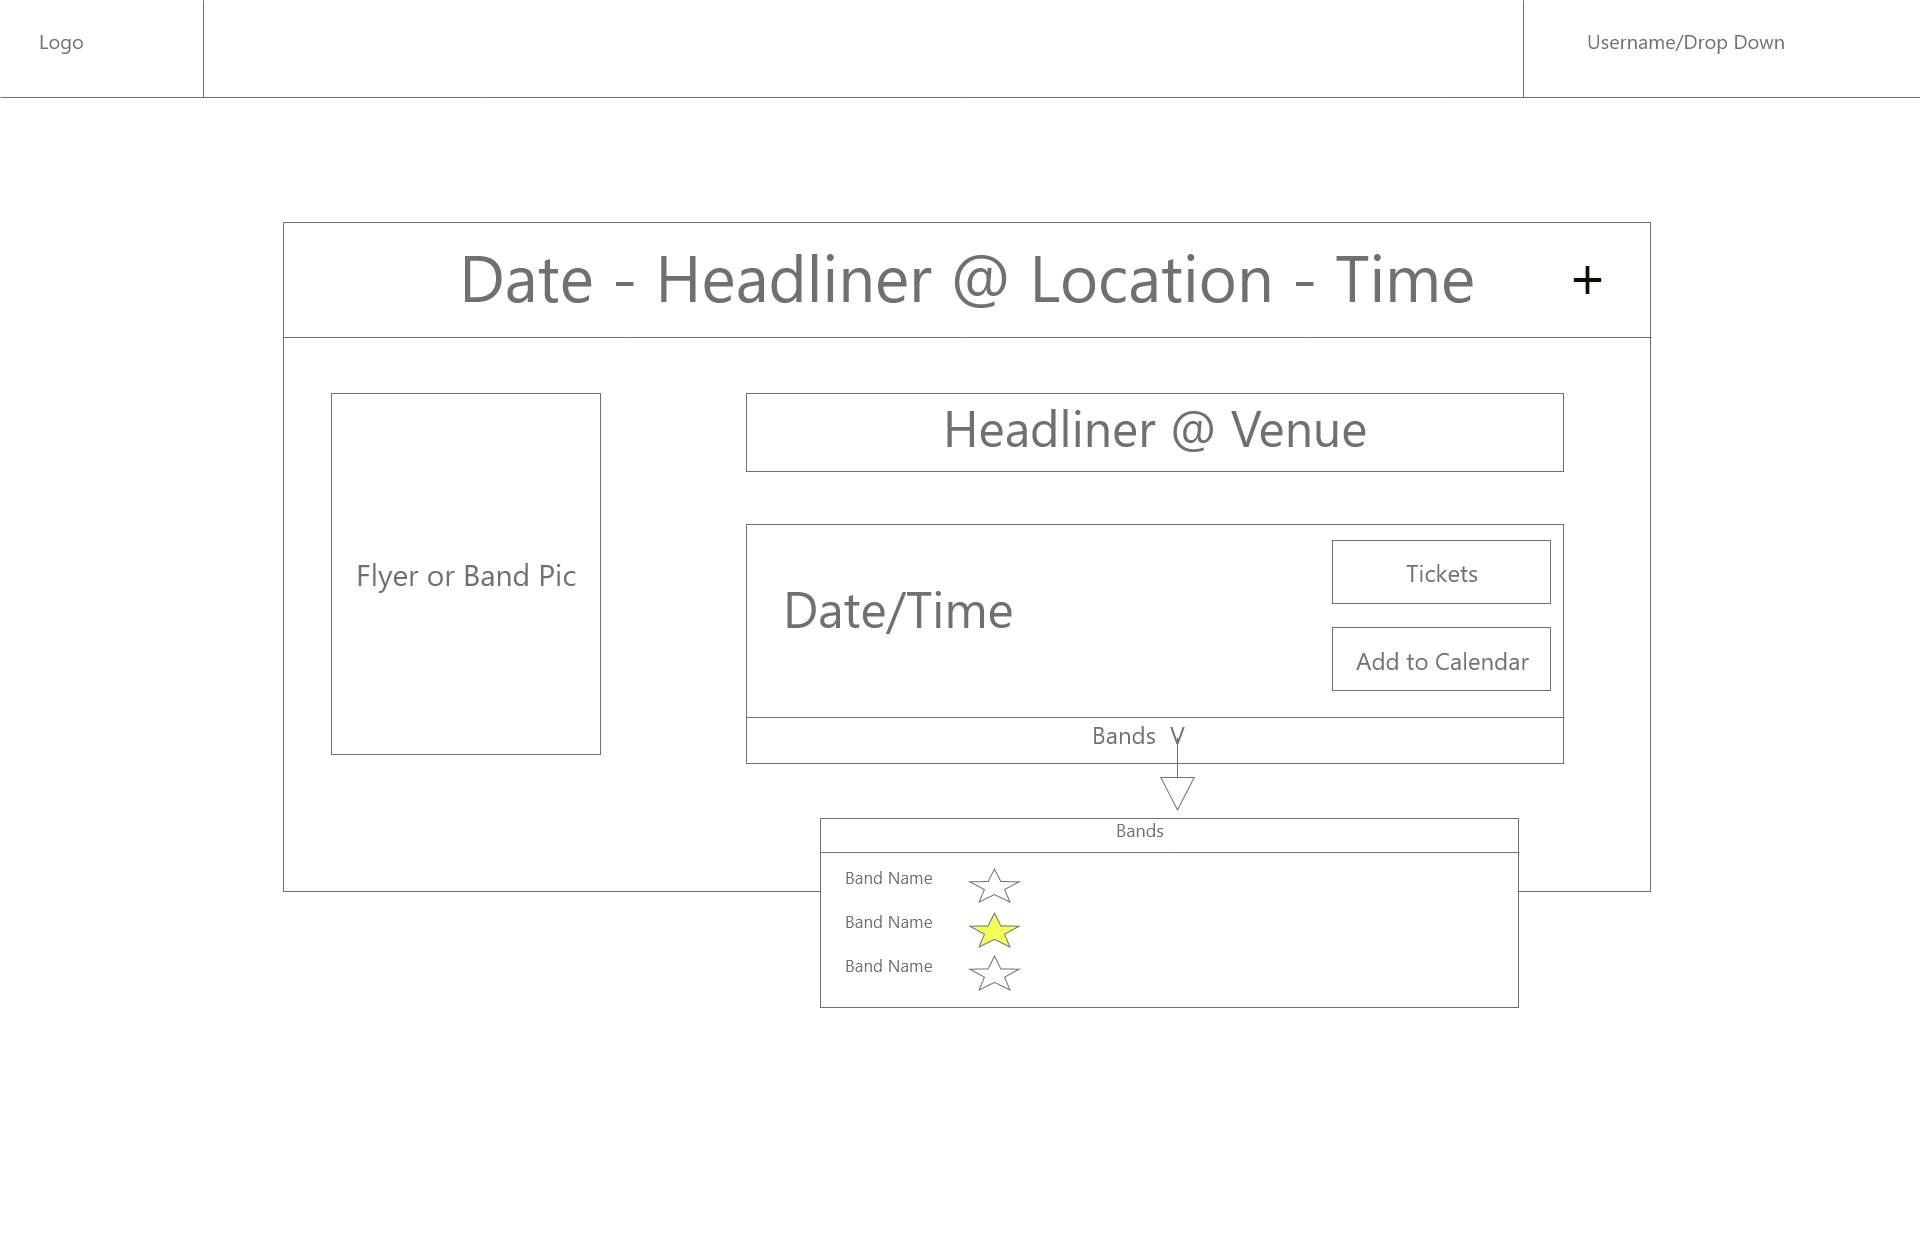 Logo
Username/Drop Down
Date - Headliner @ Location - Time
+
Flyer or Band Pic
Headliner @ Venue
Date/Time
Tickets
Add to Calendar
Bands V
Bands
Band Name
Band Name
Band Name